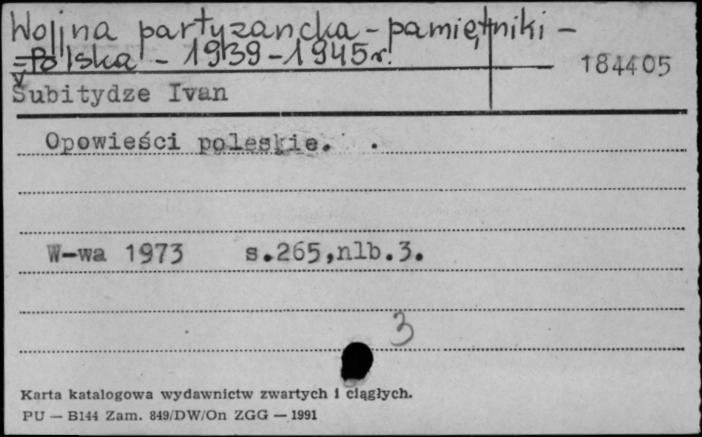 Wojna partyzancka - pamiętniki -
- Polska - 1939-1945 r.
184405
Šubitydze Ivan
Opowieści poleskie.
W-wa 1973 s.265,nlb.3.
3
Karta katalogowa wydawnictw zwartych i ciągłych.
PU — B144 Zam. 849/DW/On ZGG — 1991